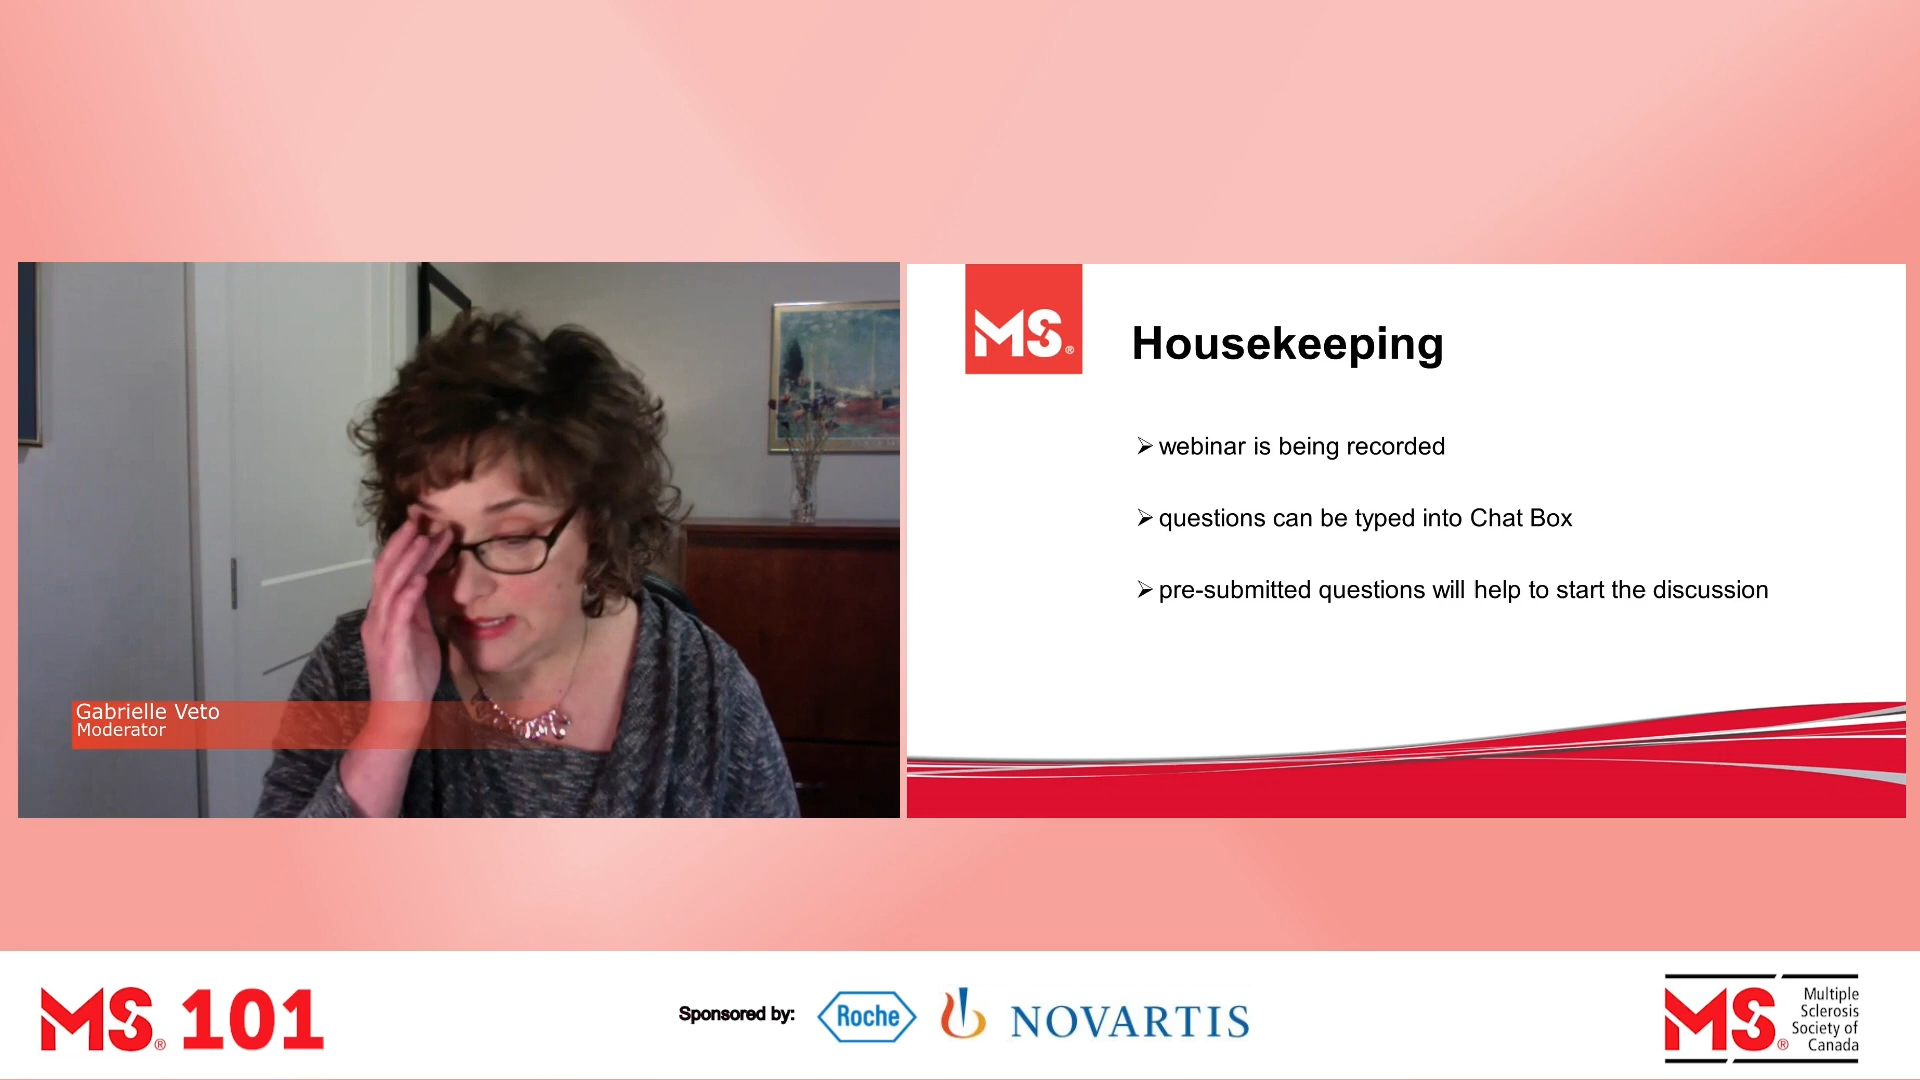 Gabrielle Veto
Moderator
MS®
Housekeeping
➢ webinar is being recorded
➢ questions can be typed into Chat Box
➢ pre-submitted questions will help to start the discussion
MS® 101
Sponsored by:
Roche
NOVARTIS
MS®
Multiple
Sclerosis
Society of
Canada